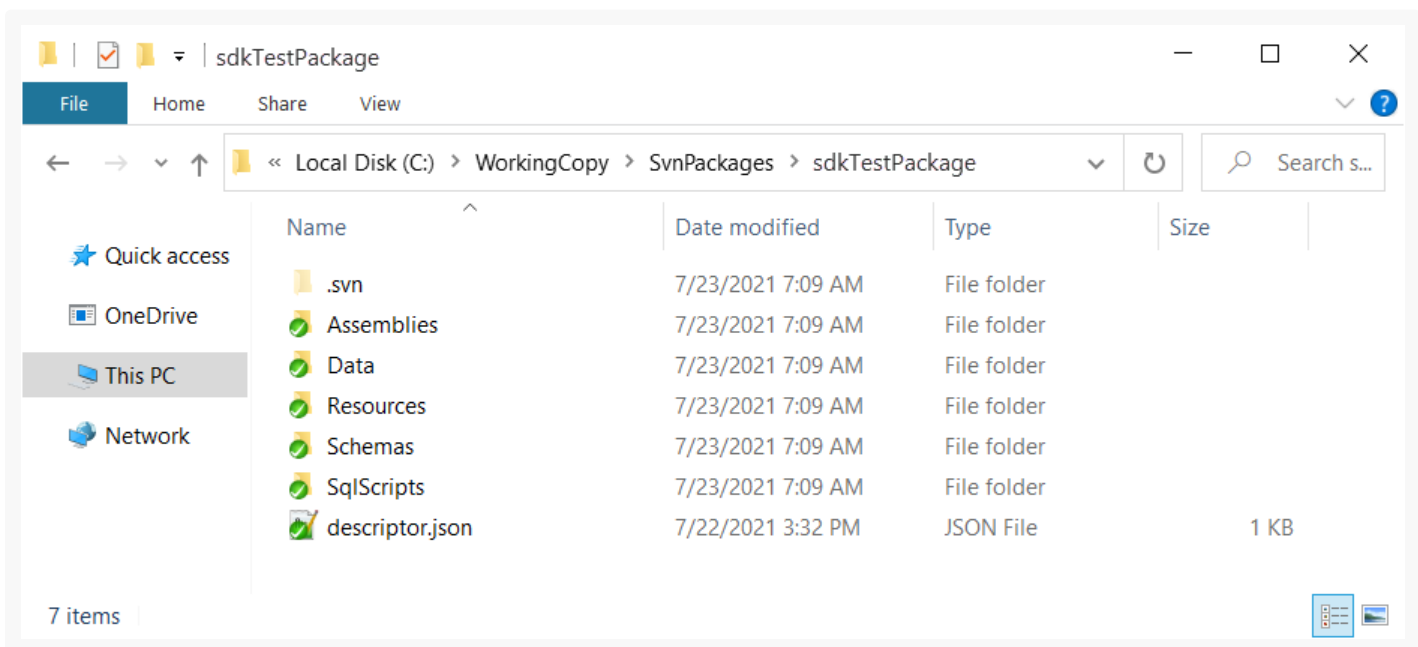 sdkTestPackage
File Home Share View ?
« Local Disk (C:) > WorkingCopy > SvnPackages > sdkTestPackage Search s...
Name Date modified Type Size
Quick access
OneDrive
This PC
Network
.svn 7/23/2021 7:09 AM File folder
Assemblies 7/23/2021 7:09 AM File folder
Data 7/23/2021 7:09 AM File folder
Resources 7/23/2021 7:09 AM File folder
Schemas 7/23/2021 7:09 AM File folder
SqlScripts 7/23/2021 7:09 AM File folder
descriptor.json 7/22/2021 3:32 PM JSON File 1 KB
7 items